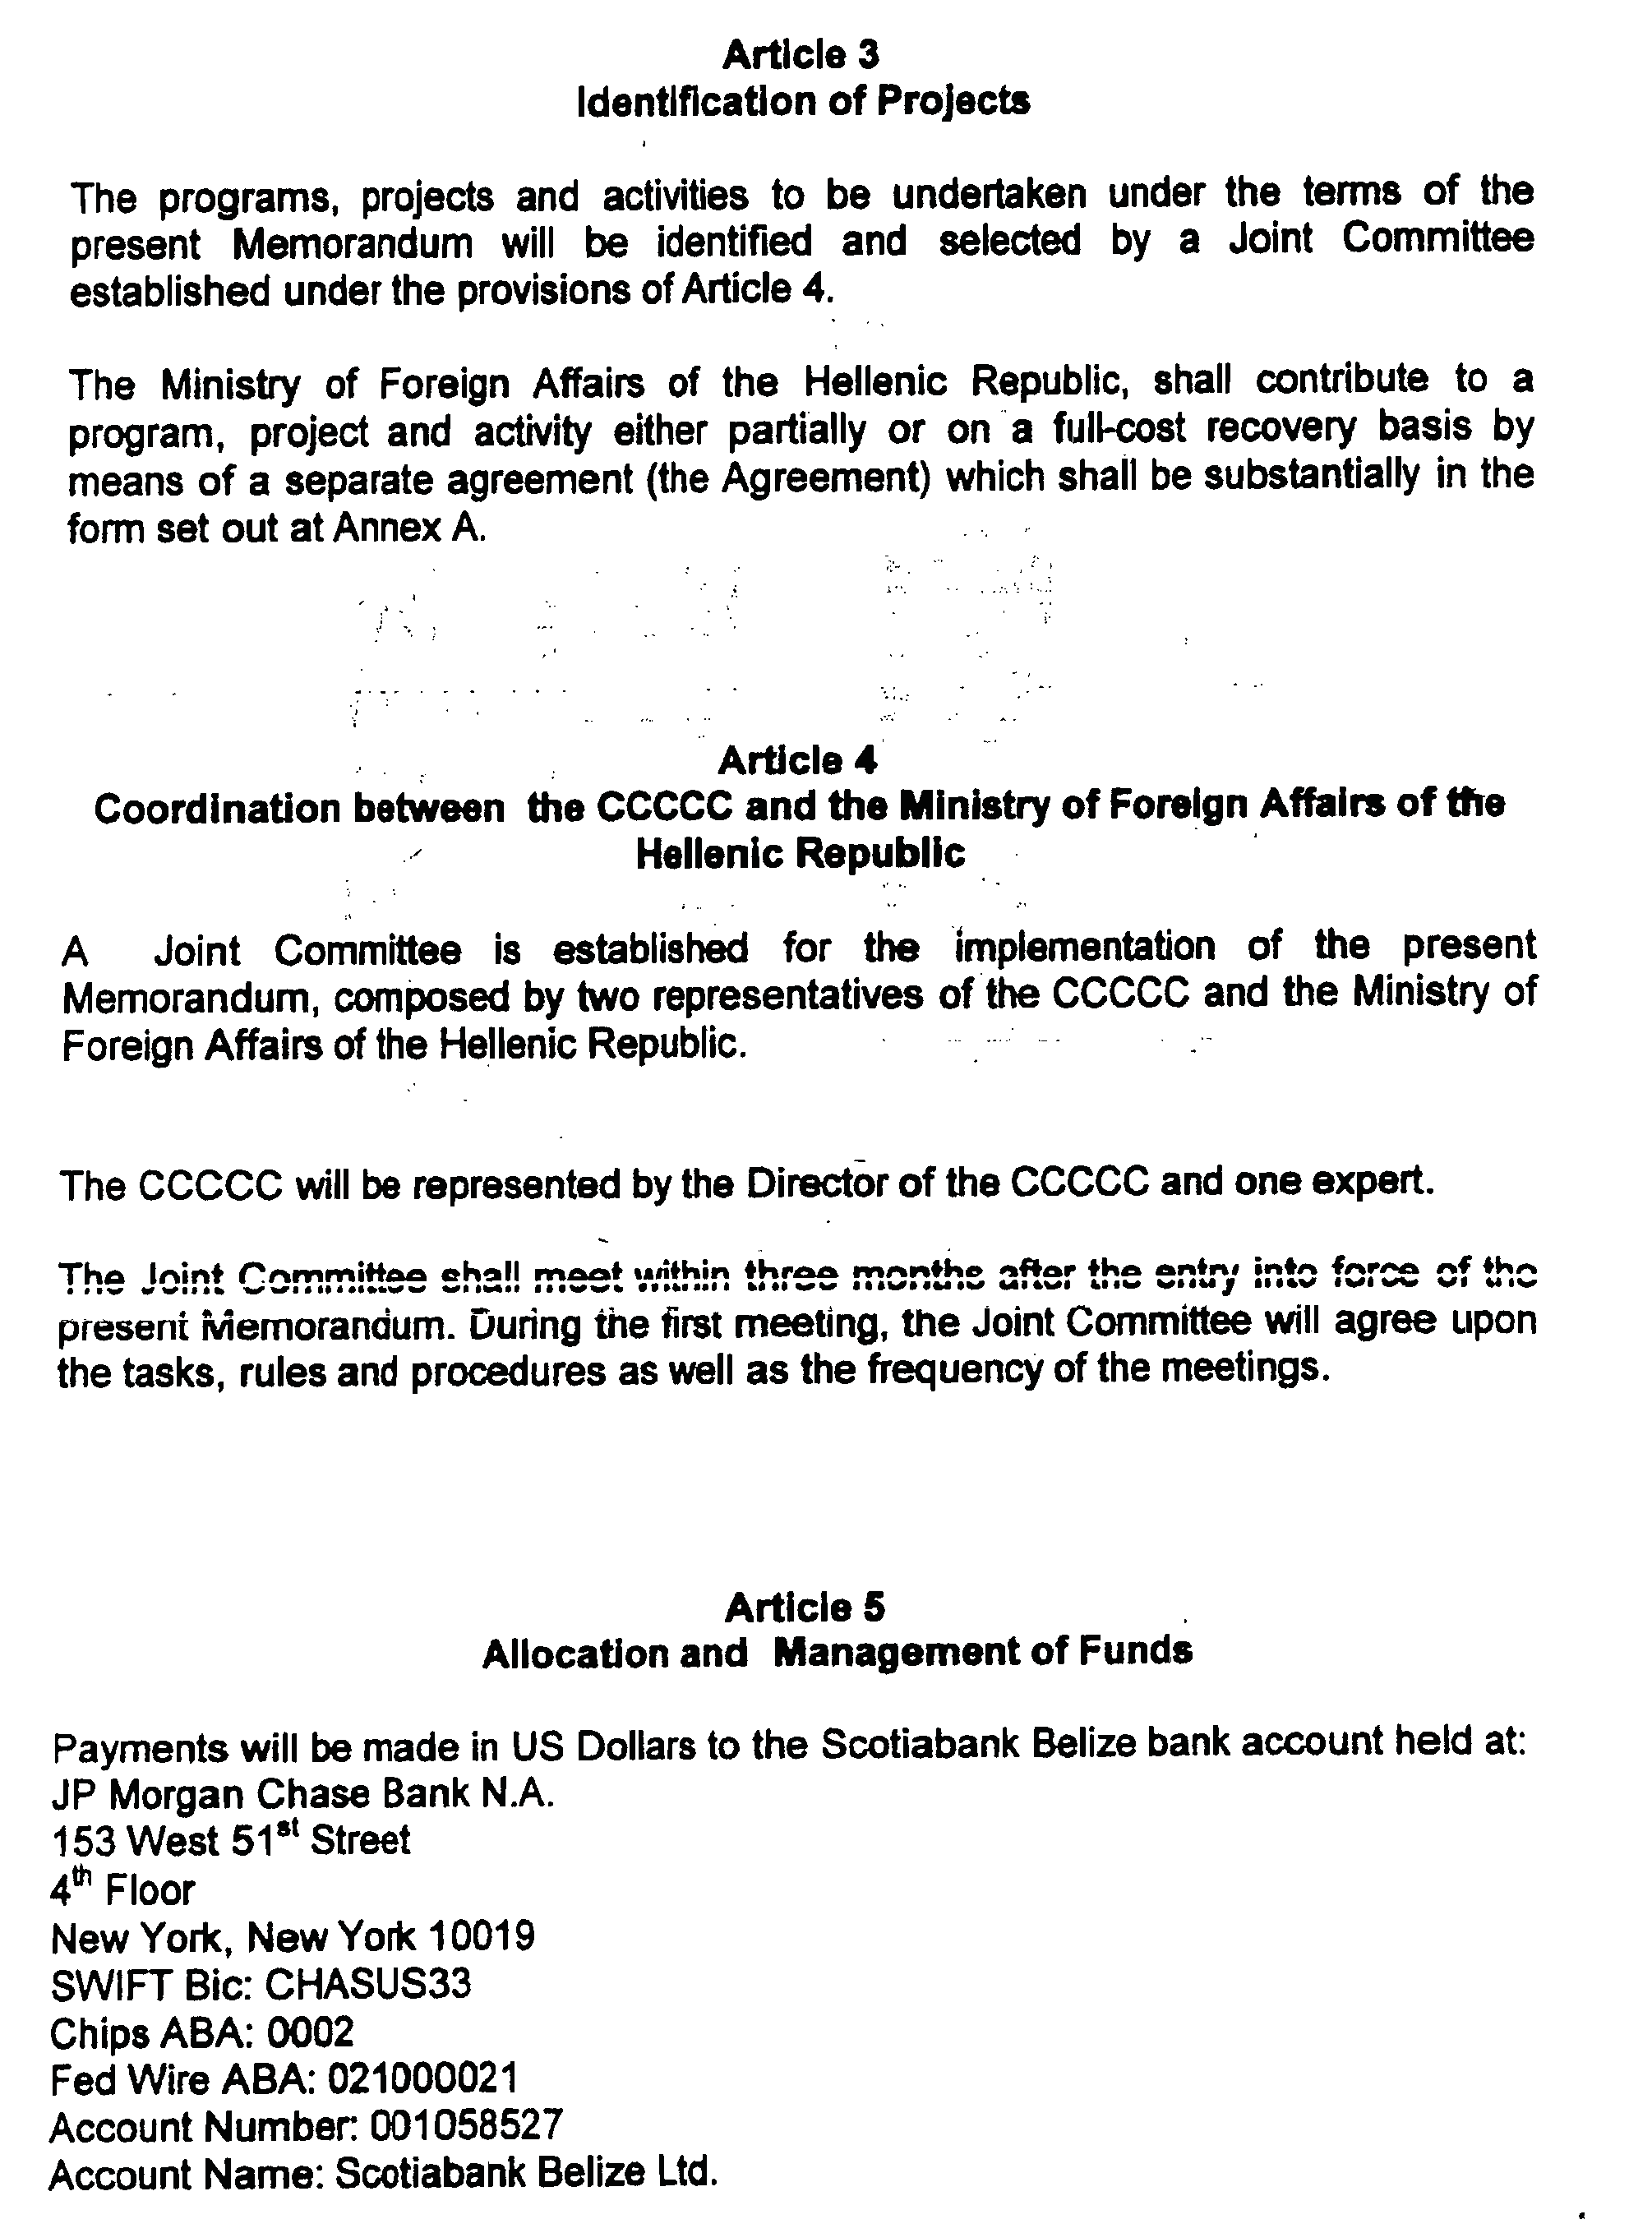 Article 3
Identification of Projects
The programs, projects and activities to be undertaken under the terms of the
present Memorandum will be identified and selected by a Joint Committee
established under the provisions of Article 4.
The Ministry of Foreign Affairs of the Hellenic Republic, shall contribute to a
program, project and activity either partially or on a full-cost recovery basis by
means of a separate agreement (the Agreement) which shall be substantially in the
form set out at Annex A.
Article 4
Coordination between the CCCCC and the Ministry of Foreign Affairs of the
Hellenic Republic
A Joint Committee is established for the implementation of the present
Memorandum, composed by two representatives of the CCCCC and the Ministry of
Foreign Affairs of the Hellenic Republic.
The CCCCC will be represented by the Director of the CCCCC and one expert.
The Joint Committee shall meet within three months after the entry into force of the
present Memorandum. During the first meeting, the Joint Committee will agree upon
the tasks, rules and procedures as well as the frequency of the meetings.
Article 5
Allocation and Management of Funds
Payments will be made in US Dollars to the Scotiabank Belize bank account held at:
JP Morgan Chase Bank N.A.
153 West 51st Street
4th Floor
New York, New York 10019
SWIFT Bic: CHASUS33
Chips ABA: 0002
Fed Wire ABA: 021000021
Account Number: 001058527
Account Name: Scotiabank Belize Ltd.